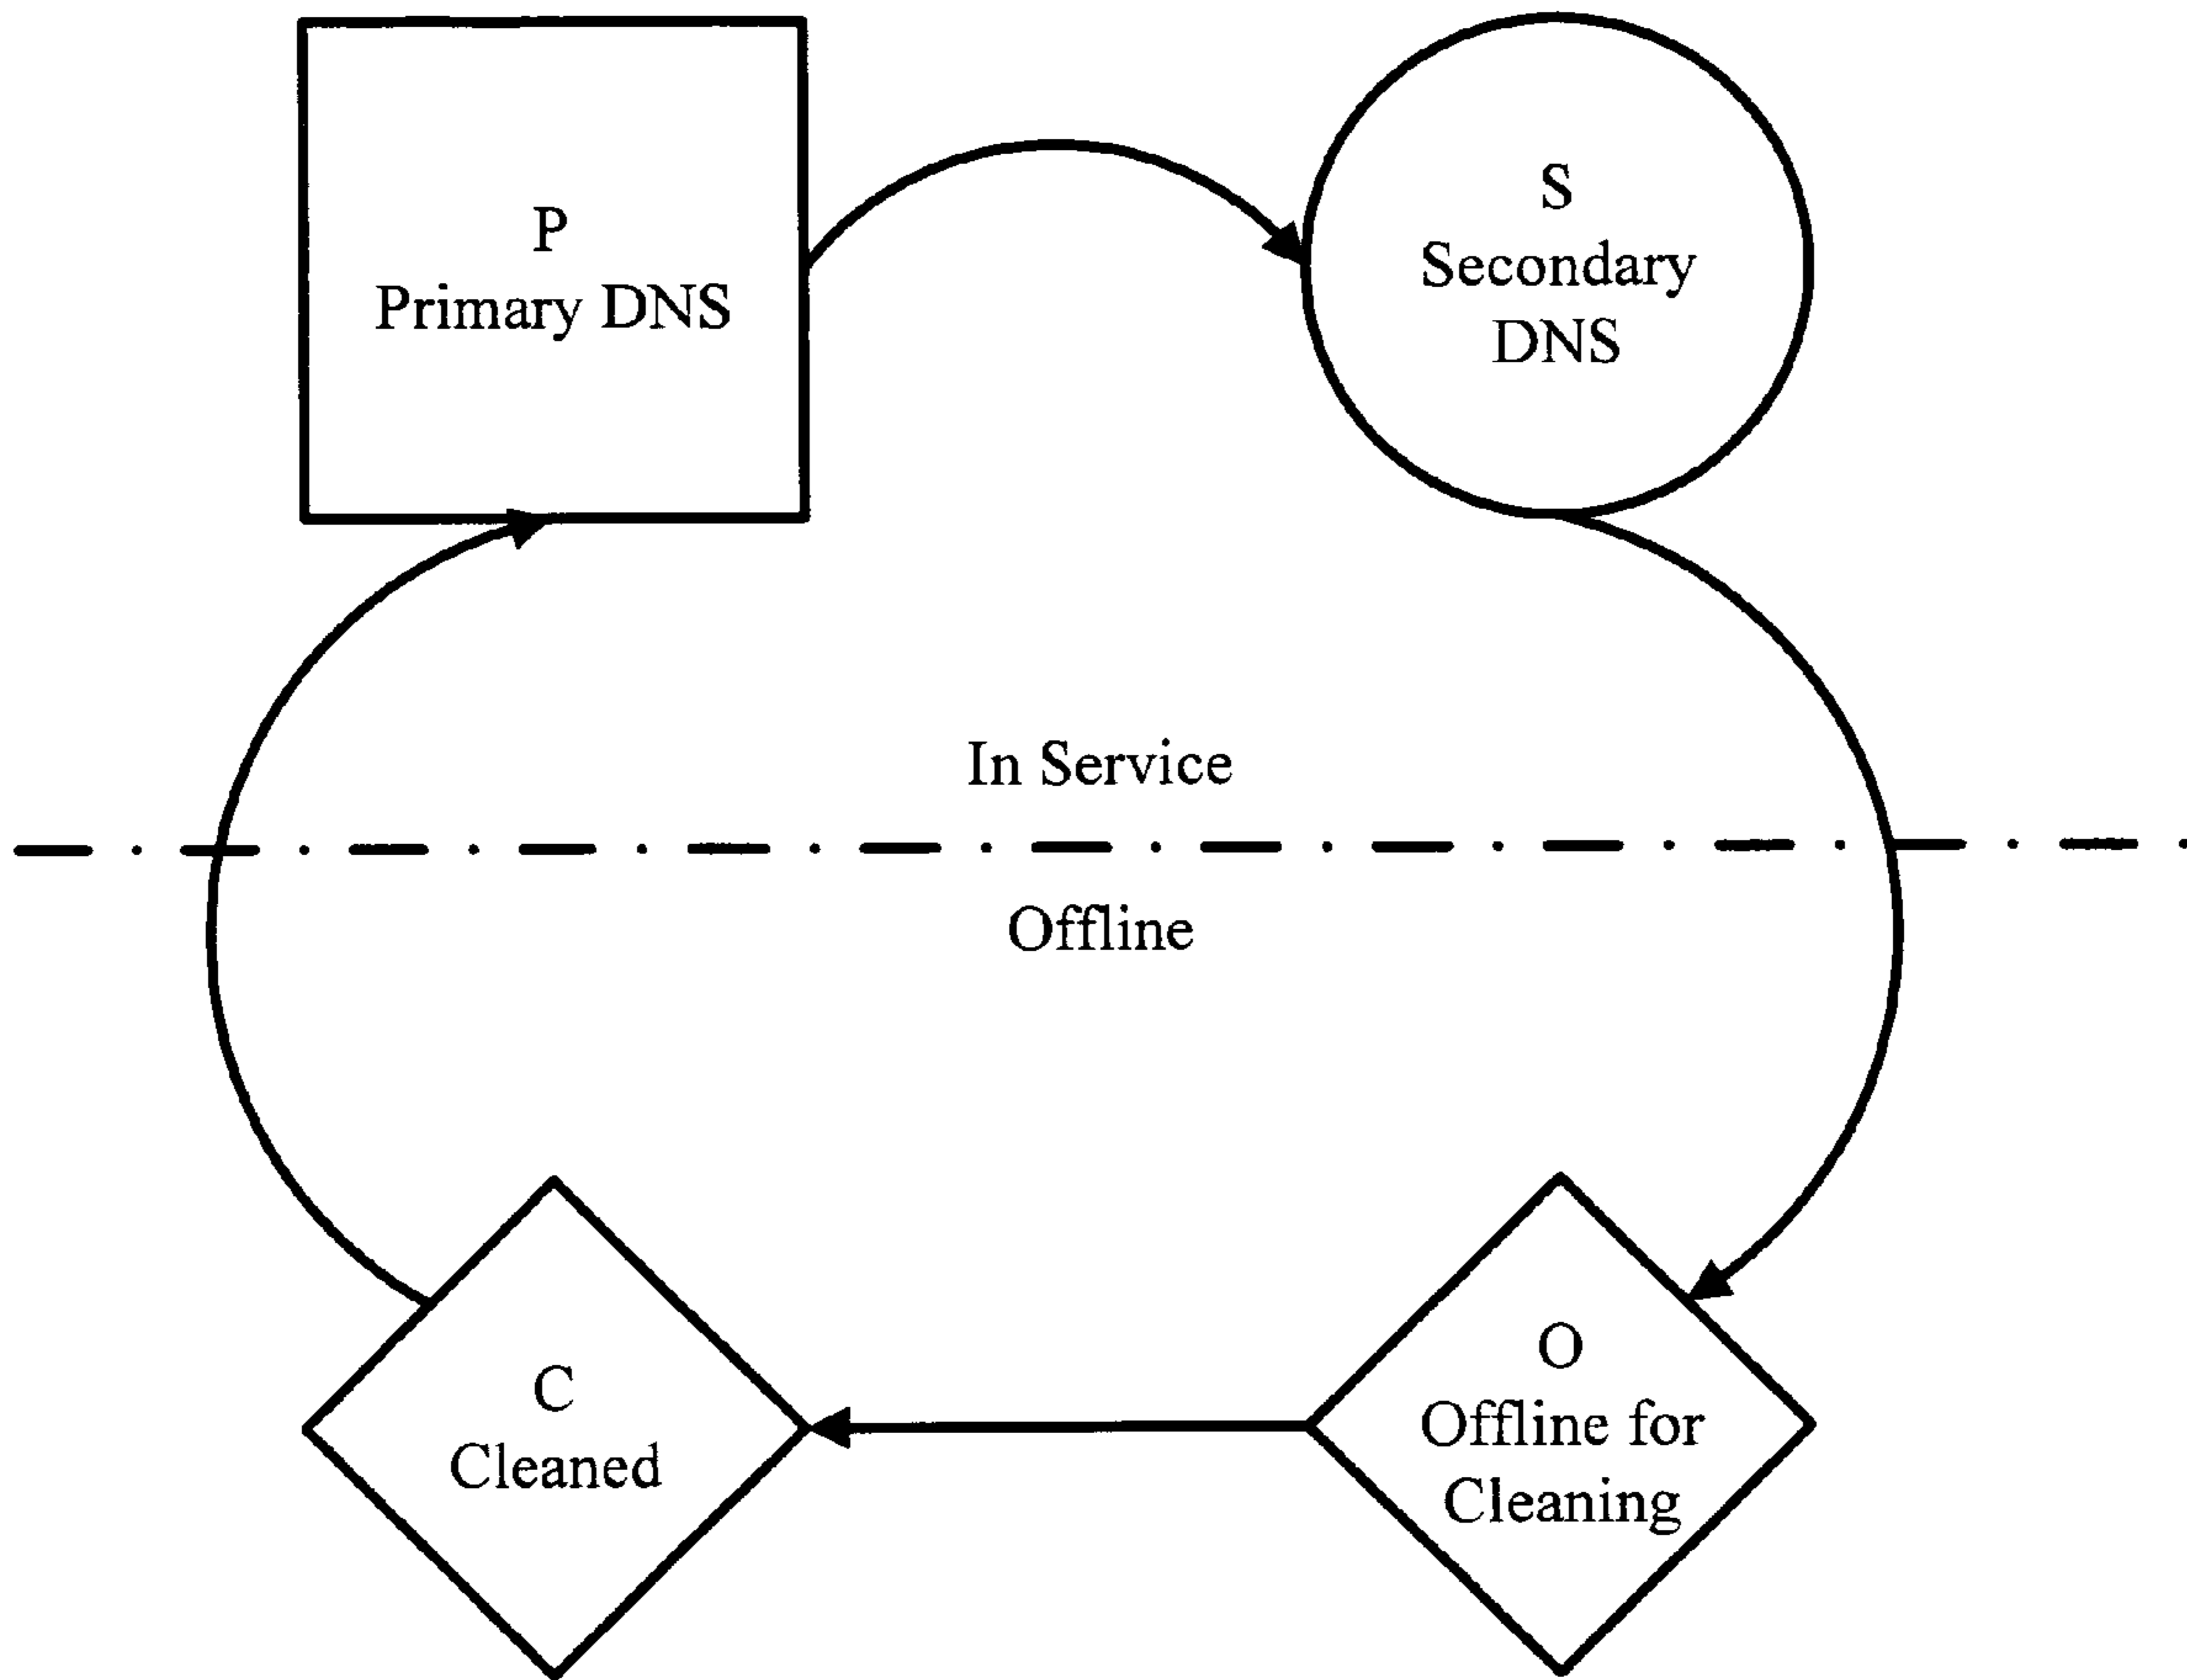 P
Primary DNS
S
Secondary
DNS
In Service
Offline
C
Cleaned
O
Offline for
Cleaning